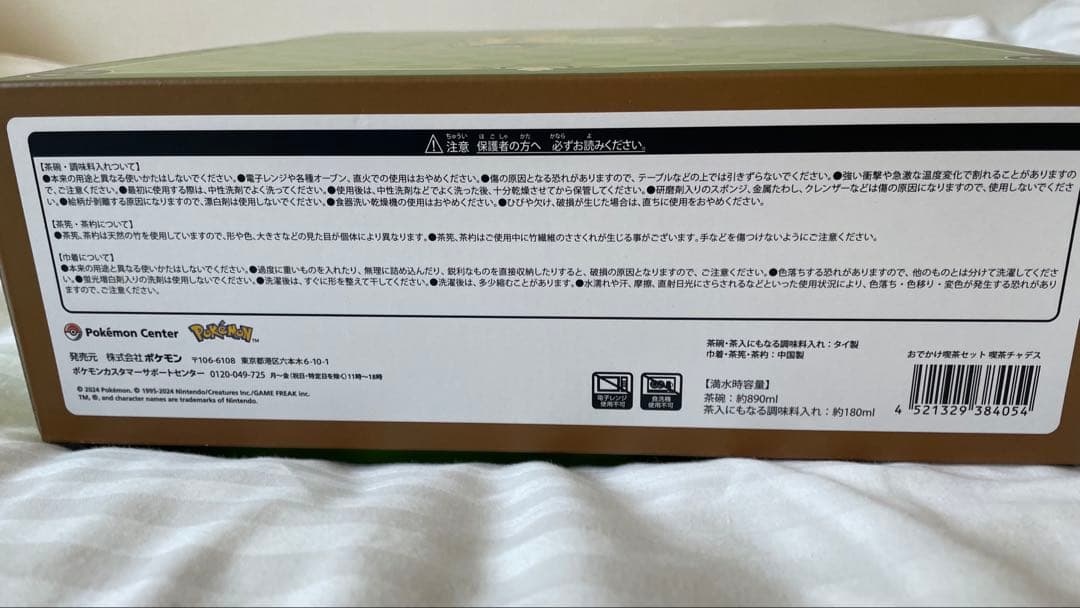 ⚠注意 保護者の方へ 必ずお読みください。
【茶碗・調味料入れついて】
●本来の用途と異なる使いかたはしないでください。●電子レンジや各種オーブン、直火での使用はおやめください。●傷の原因となる恐れがありますので、テーブルなどの上では引きずらないでください。●強い衝撃や急激な温度変化で割れることがありますの
で、ご注意ください。●最初に使用する際は、中性洗剤でよく洗ってください。●使用後は、中性洗剤などでよく洗った後、十分乾燥させてから保管してください。●研磨剤入りのスポンジ、金属たわし、クレンザーなどは傷の原因になりますので、使用しないでくださ
い。●絵柄が剥離する原因になりますので、漂白剤は使用しないでください。●食器洗い乾燥機の使用はおやめください。●ひびや欠け、破損が生じた場合は、直ちに使用をおやめください。
【茶筅・茶杓について】
●茶筅、茶杓は天然の竹を使用していますので、形や色、大きさなどの見た目が個体により異なります。●茶筅、茶杓はご使用中に竹繊維のささくれが生じる事がございます。手などを傷つけないようにご注意ください。
【巾着について】
●本来の用途と異なる使いかたはしないでください。●過度に重いものを入れたり、無理に詰め込んだり、鋭利なものを直接収納したりすると、破損の原因となりますので、ご注意ください。●色落ちする恐れがありますので、他のものとは分けて洗濯してくださ
い。●蛍光増白剤入りの洗剤は使用しないでください。●洗濯後は、すぐに形を整えて干してください。●洗濯後は、多少縮むことがあります。●水濡れや汗、摩擦、直射日光にさらされるなどといった使用状況により、色落ち・色移り・変色が発生する恐れがあり
ますので、ご注意ください。
Pokémon Center POKéMON™
発売元 株式会社ポケモン 〒106-6108 東京都港区六本木6-10-1
ポケモンカスタマーサポートセンター 0120-049-725 月〜金(祝日・特定日を除く)11時〜18時
© 2024 Pokémon. © 1995-2024 Nintendo/Creatures Inc./GAME FREAK inc.
TM, ®, and character names are trademarks of Nintendo.
電子レンジ
使用不可
食洗機
使用不可
茶碗・茶入にもなる調味料入れ：タイ製
巾着・茶筅・茶杓：中国製
【満水時容量】
茶碗：約890ml
茶入にもなる調味料入れ：約180ml
おでかけ喫茶セット 喫茶チャデス
4 521329 384054